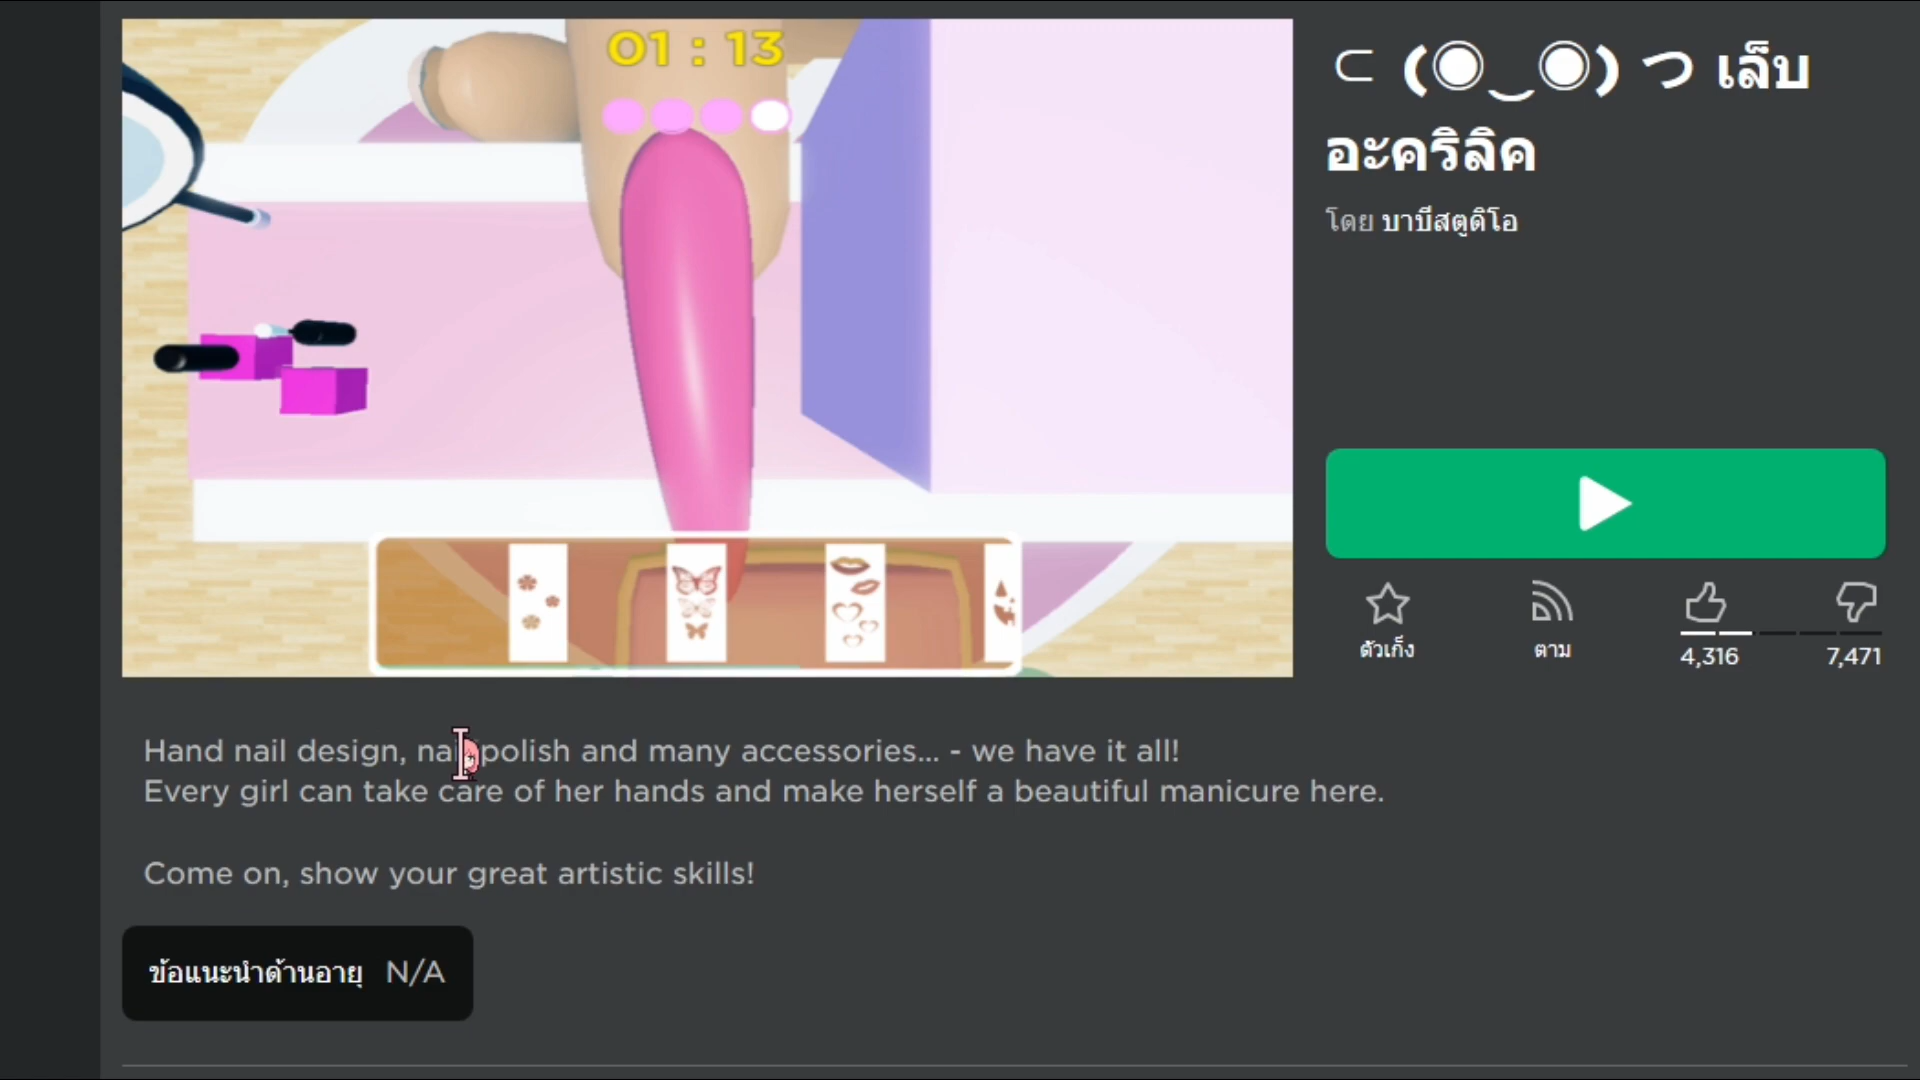 01 : 13
⊂ (◉‿◉) つ เล็บ
อะคริลิค
โดย บาบีสตูดิโอ
ตัวเก็ง
ตาม
4,316
7,471
Hand nail design, nail polish and many accessories... - we have it all!
Every girl can take care of her hands and make herself a beautiful manicure here.
Come on, show your great artistic skills!
ข้อแนะนำด้านอายุ N/A